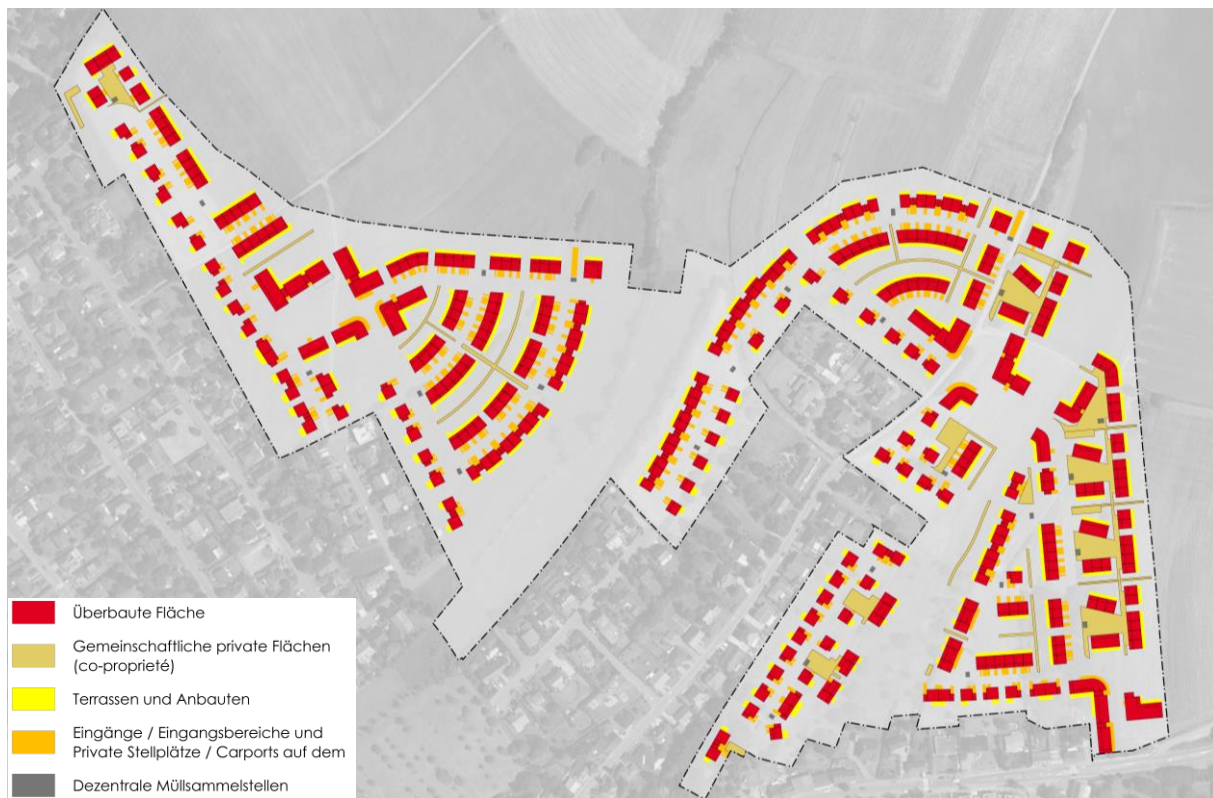 Überbaute Fläche
Gemeinschaftliche private Flächen
(co-proprieté)
Terrassen und Anbauten
Eingänge / Eingangsbereiche und
Private Stellplätze / Carports auf dem
Dezentrale Müllsammelstellen